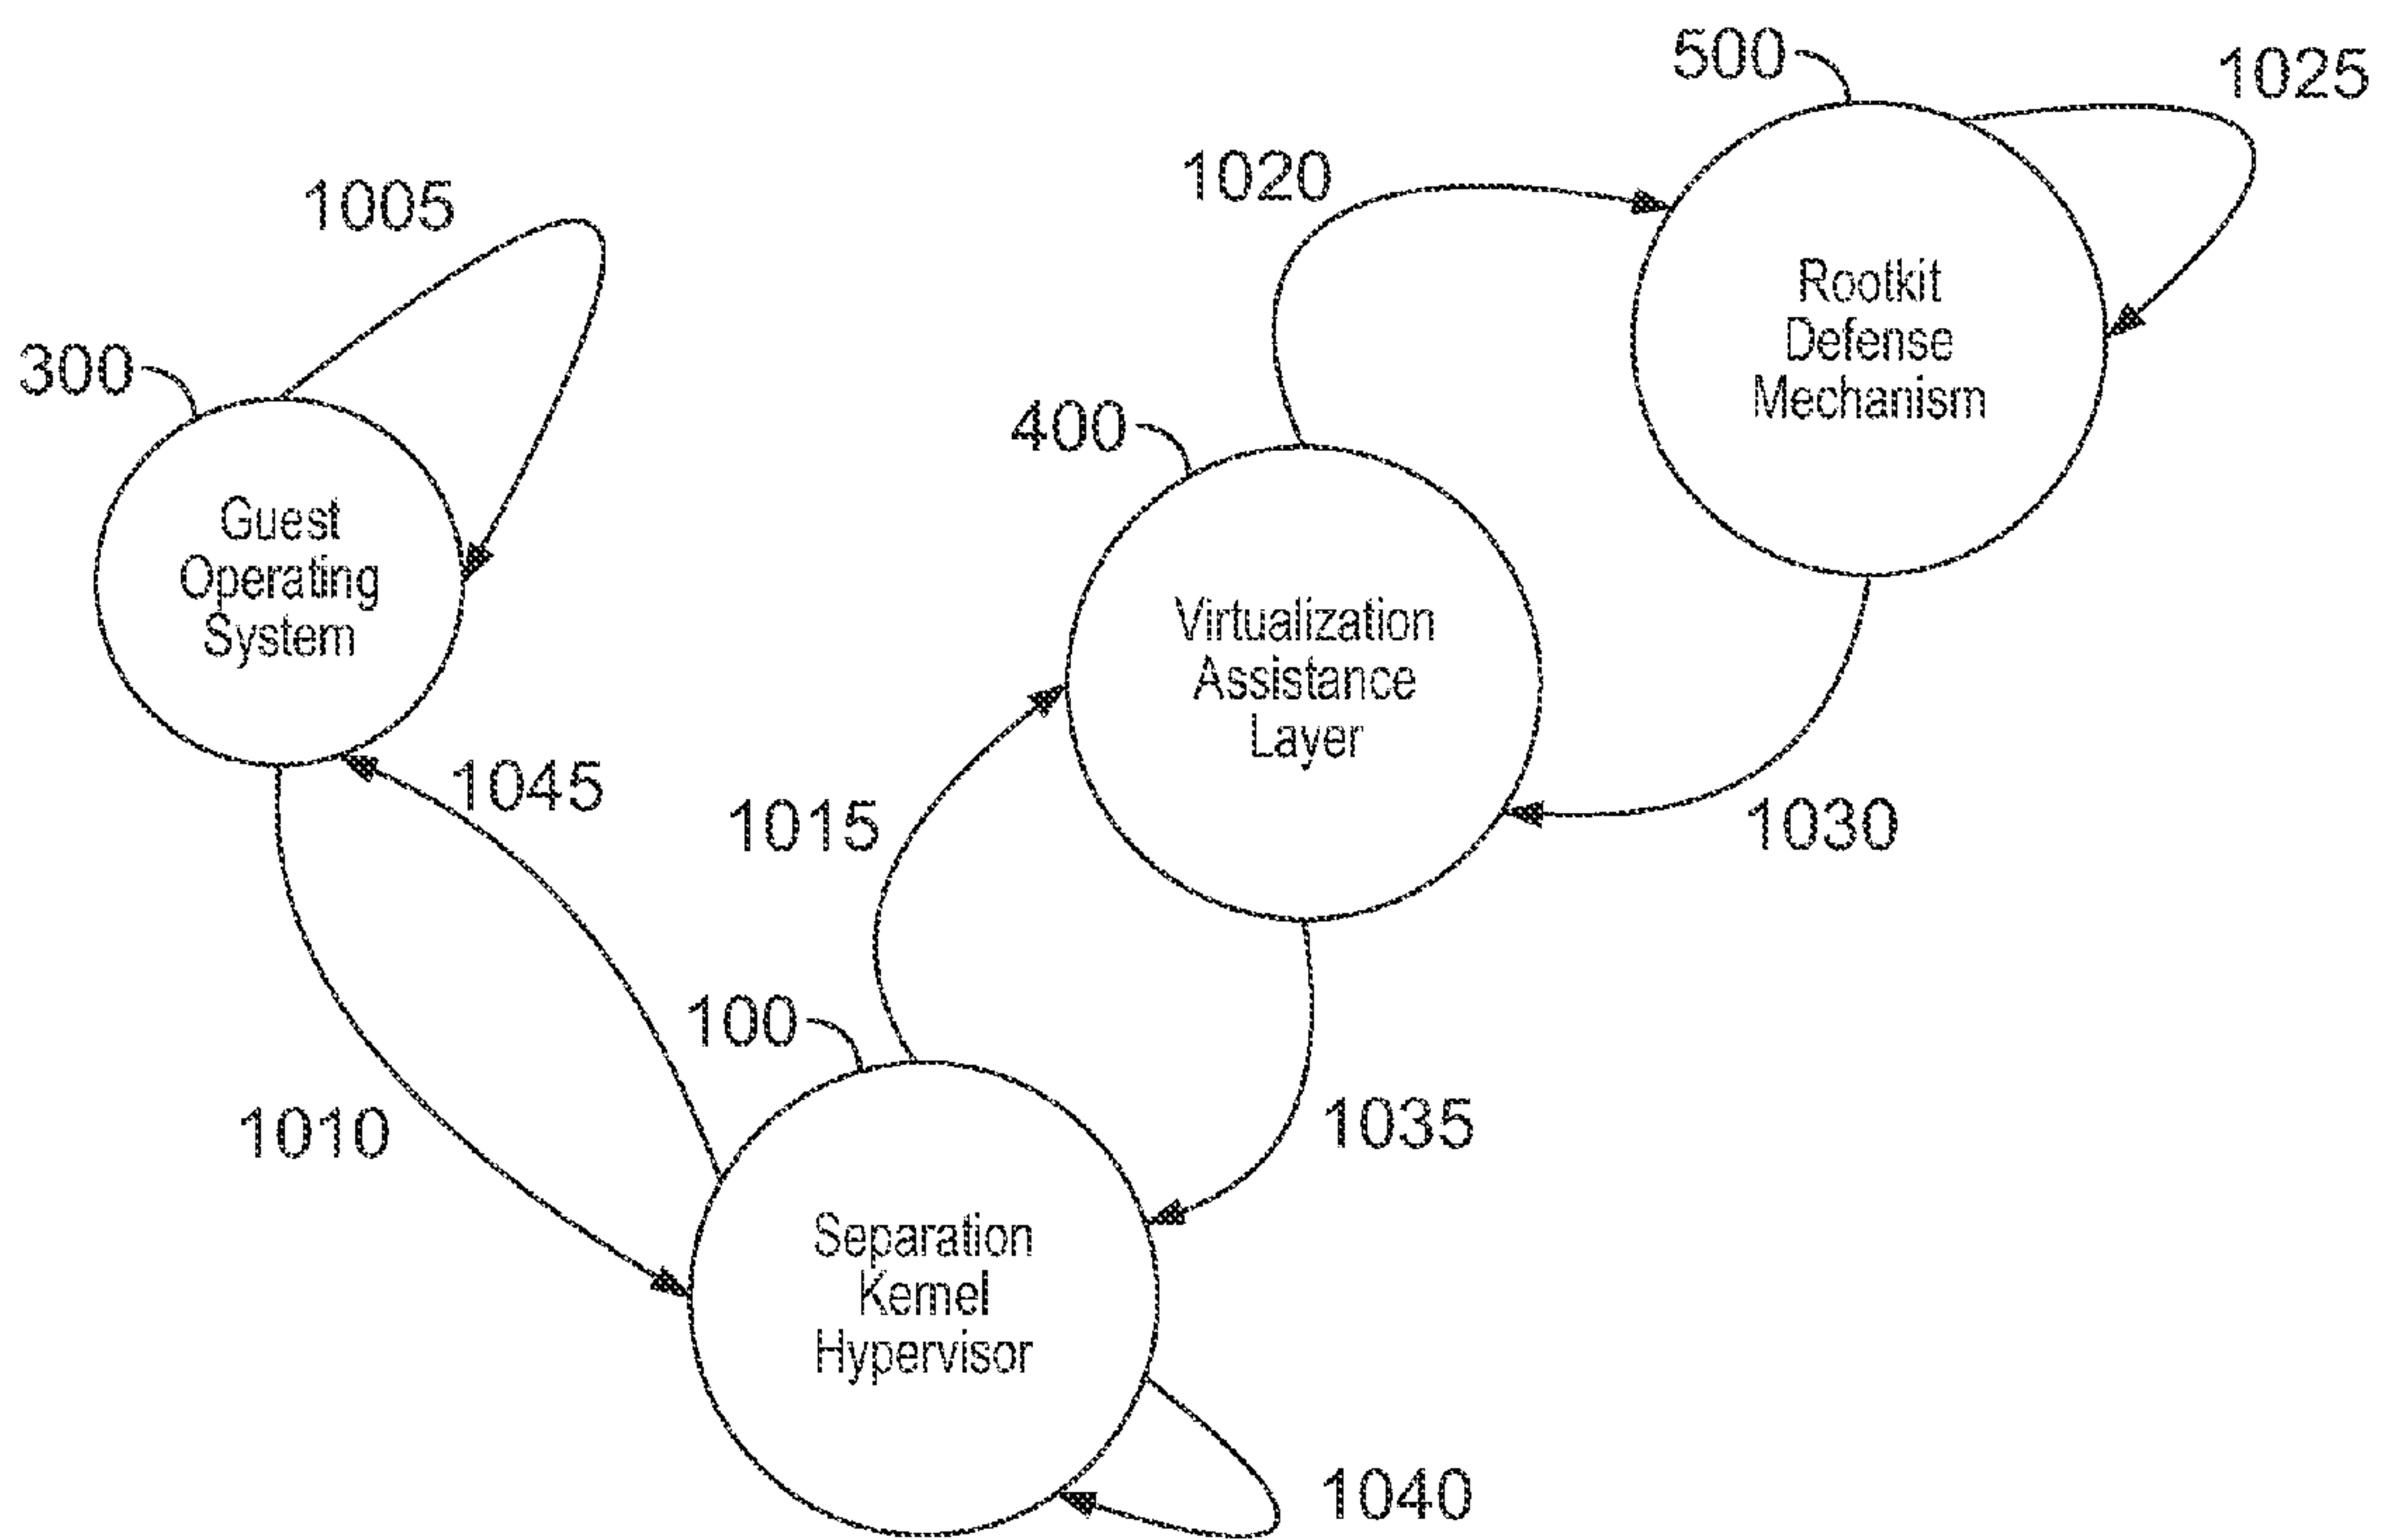 500
1025
1020
1005
Rootkit
Defense
Mechanism
300
400
Guest
Operating
System
Virtualization
Assistance
Layer
1045
1015
1030
100
1010
1035
Separation
Kernel
Hypervisor
1040